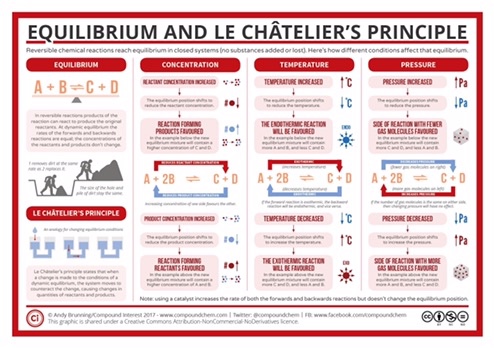 EQUILIBRIUM AND LE CHÂTELIER'S PRINCIPLE
Reversible chemical reactions reach equilibrium in closed systems (no substances added or lost). Here's how different conditions affect that equilibrium.
EQUILIBRIUM
A + B ⇌ C + D
In reversible reactions products of the
reaction can react to produce the original
reactants. At dynamic equilibrium the
rates of the forwards and backwards
reactions are equal: the concentrations of
the reactants and products don't change.
1 removes dirt at the same
rate as 2 replaces it.
The size of the hole and
pile of dirt stay the same.
LE CHÂTELIER'S PRINCIPLE
An analogy for changing equilibrium conditions
Le Châtelier's principle states that when
a change is made to the conditions of a
dynamic equilibrium, the system moves to
counteract the change, causing changes in
quantities of reactants and products.
CONCENTRATION
REACTANT CONCENTRATION INCREASED
The equilibrium position shifts to
reduce the reactant concentration.
REACTION FORMING
PRODUCTS FAVOURED
In the example below the new
equilibrium mixture will contain a
higher concentration of C and D.
REDUCES REACTANT CONCENTRATION
A + 2B ⇌ C + D
REDUCES PRODUCT CONCENTRATION
Increasing concentration of one side favours the other.
PRODUCT CONCENTRATION INCREASED
The equilibrium position shifts to
reduce the product concentration.
REACTION FORMING
REACTANTS FAVOURED
In the example above the new
equilibrium mixture will contain a
higher concentration of A and B.
TEMPERATURE
TEMPERATURE INCREASED
°C
The equilibrium position shifts
to reduce the temperature.
THE ENDOTHERMIC REACTION
WILL BE FAVOURED
In the example below the new
equilibrium mixture will contain
more A and B, and less C and D.
ENDO
EXOTHERMIC
(increases temperature)
A + 2B ⇌ C + D
(decreases temperature)
ENDOTHERMIC
If the forward reaction is exothermic, the backward
reaction will be endothermic, and vice versa.
TEMPERATURE DECREASED
°C
The equilibrium position shifts
to increase the temperature.
THE EXOTHERMIC REACTION
WILL BE FAVOURED
In the example above the new
equilibrium mixture will contain
more C and D, and less A and B.
EXO
PRESSURE
PRESSURE INCREASED
Pa
The equilibrium position shifts
to reduce the pressure.
SIDE OF REACTION WITH FEWER
GAS MOLECULES FAVOURED
In the example below the new
equilibrium mixture will contain
more C and D, and less A and B.
DECREASES PRESSURE
(fewer gas molecules on right)
A + 2B ⇌ C + D
(more gas molecules on left)
INCREASES PRESSURE
If the number of gas molecules is the same on either side,
then changing pressure will have no effect.
PRESSURE DECREASED
Pa
The equilibrium position shifts
to increase the pressure.
SIDE OF REACTION WITH MORE
GAS MOLECULES FAVOURED
In the example above the new
equilibrium mixture will contain
more A and B, and less C and D.
Note: using a catalyst increases the rate of both the forwards and backwards reactions but doesn't change the equilibrium position.
Ci
© Andy Brunning/Compound Interest 2017 - www.compoundchem.com | Twitter: @compoundchem | FB: www.facebook.com/compoundchem
This graphic is shared under a Creative Commons Attribution-NonCommercial-NoDerivatives licence.